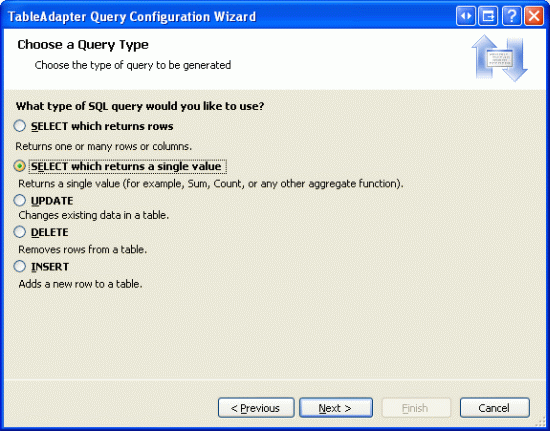 TableAdapter Query Configuration Wizard
Choose a Query Type
Choose the type of query to be generated
What type of SQL query would you like to use?
SELECT which returns rows
Returns one or many rows or columns.
SELECT which returns a single value
Returns a single value (for example, Sum, Count, or any other aggregate function).
UPDATE
Changes existing data in a table.
DELETE
Removes rows from a table.
INSERT
Adds a new row to a table.
< Previous Next > Finish Cancel